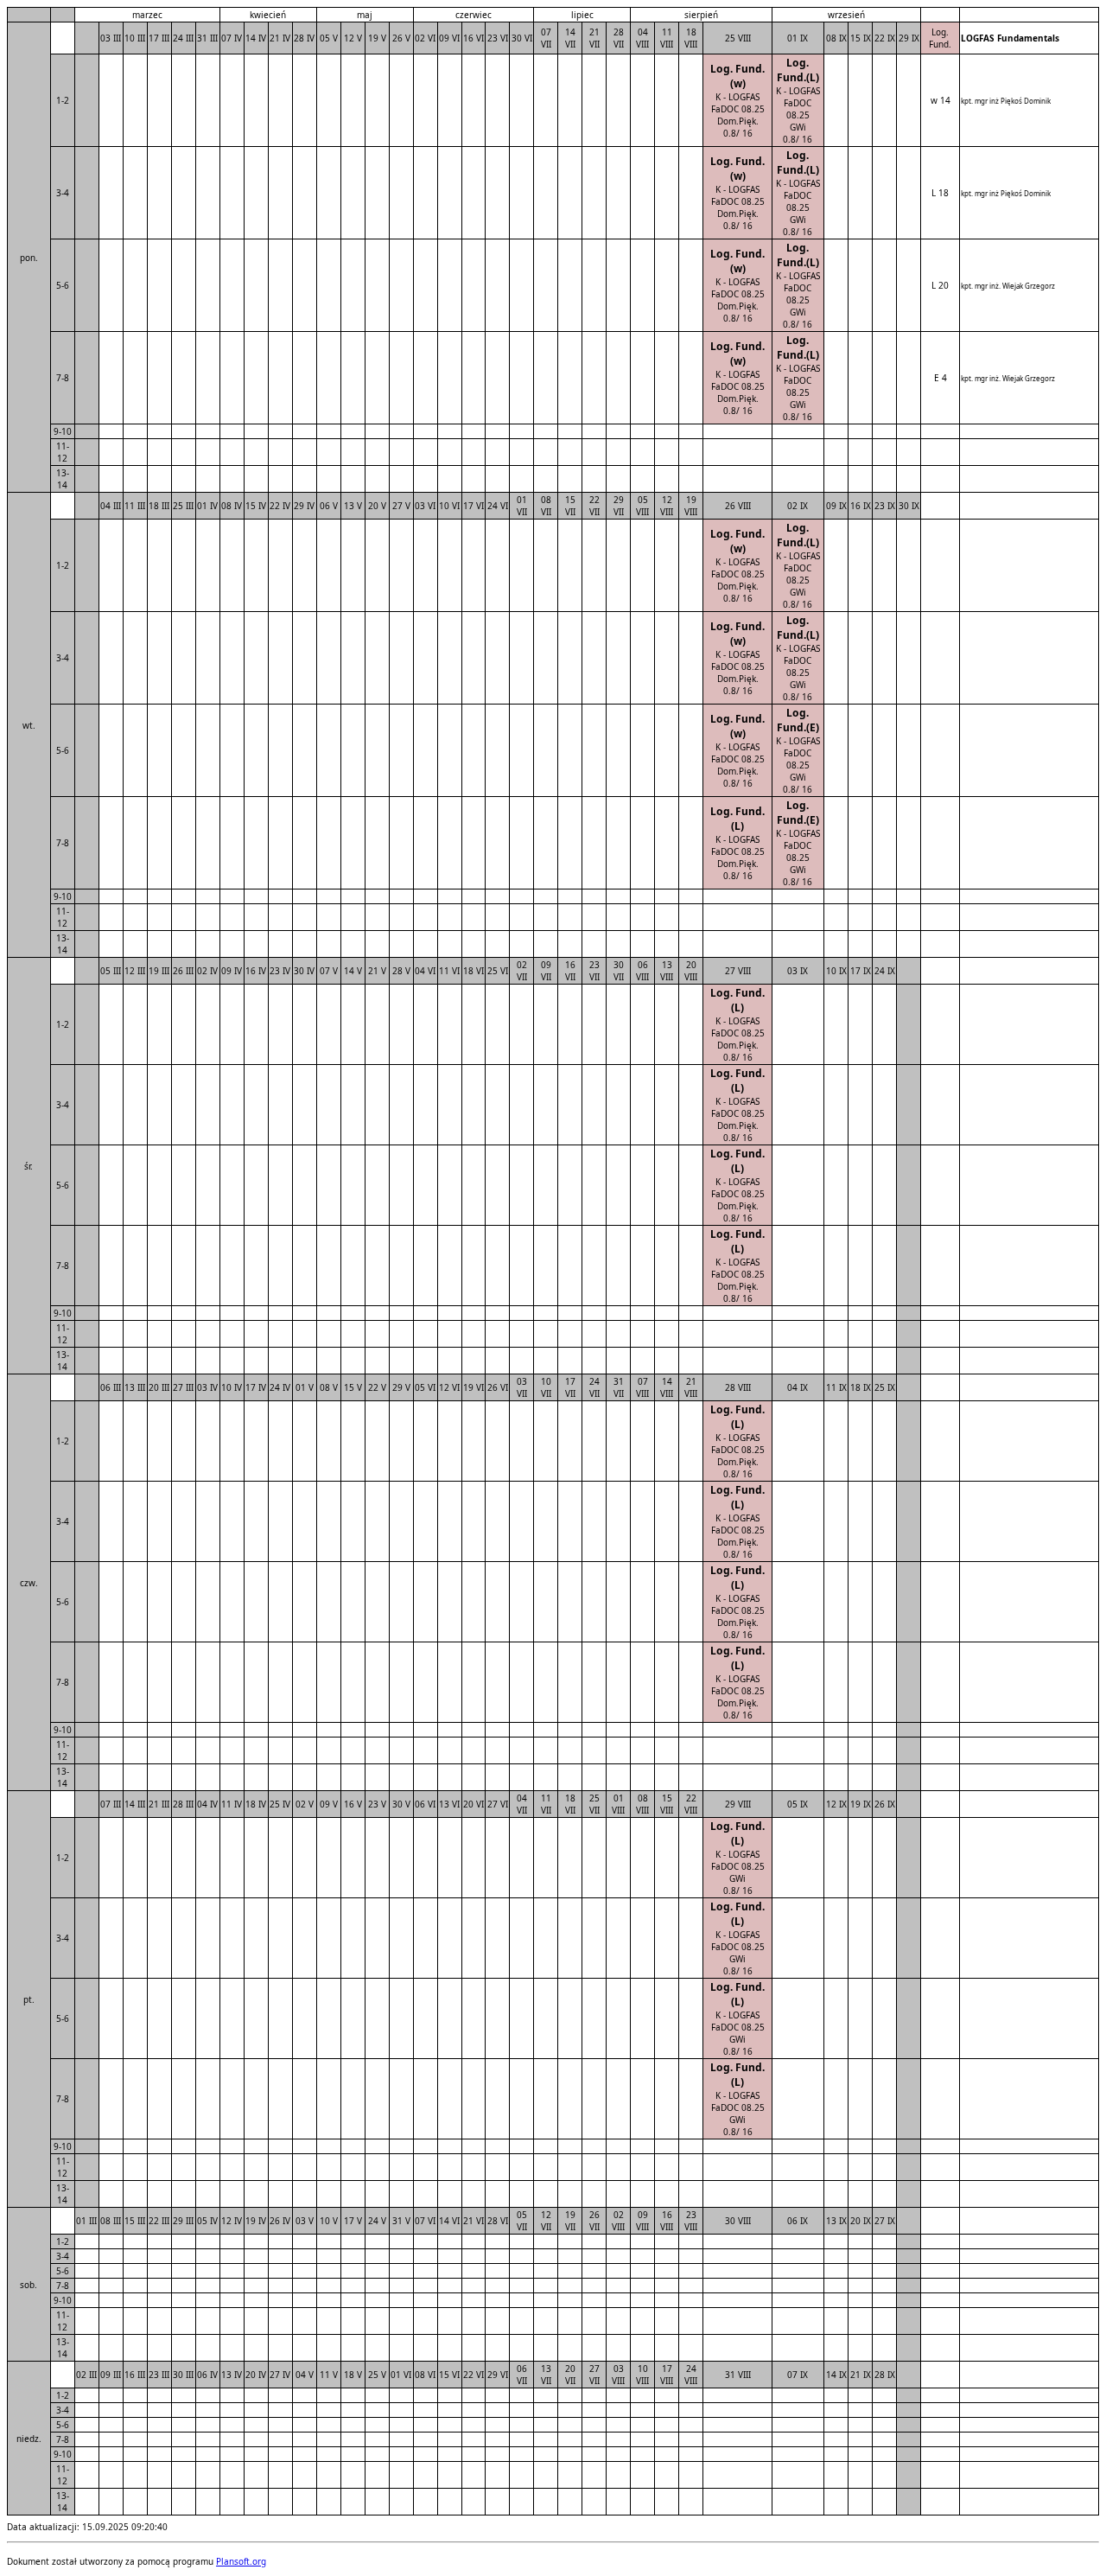 marzec kwiecień maj czerwiec lipiec sierpień wrzesień
pon.
03 III 10 III 17 III 24 III 31 III 07 IV 14 IV 21 IV 28 IV 05 V 12 V 19 V 26 V 02 VI 09 VI 16 VI 23 VI 30 VI 07 VII 14 VII 21 VII 28 VII 04 VIII 11 VIII 18 VIII 25 VIII 01 IX 08 IX 15 IX 22 IX 29 IX Log. Fund. LOGFAS Fundamentals
1-2
Log. Fund.(w) K - LOGFAS FaDOC 08.25 Dom.Pięk. 0.8/ 16
Log. Fund.(L) K - LOGFAS FaDOC 08.25 GWi 0.8/ 16
w 14 kpt. mgr inż Piękoś Dominik
3-4
Log. Fund.(w) K - LOGFAS FaDOC 08.25 Dom.Pięk. 0.8/ 16
Log. Fund.(L) K - LOGFAS FaDOC 08.25 GWi 0.8/ 16
L 18 kpt. mgr inż Piękoś Dominik
5-6
Log. Fund.(w) K - LOGFAS FaDOC 08.25 Dom.Pięk. 0.8/ 16
Log. Fund.(L) K - LOGFAS FaDOC 08.25 GWi 0.8/ 16
L 20 kpt. mgr inż. Wiejak Grzegorz
7-8
Log. Fund.(w) K - LOGFAS FaDOC 08.25 Dom.Pięk. 0.8/ 16
Log. Fund.(L) K - LOGFAS FaDOC 08.25 GWi 0.8/ 16
E 4 kpt. mgr inż. Wiejak Grzegorz
9-10
11-12
13-14
wt.
04 III 11 III 18 III 25 III 01 IV 08 IV 15 IV 22 IV 29 IV 06 V 13 V 20 V 27 V 03 VI 10 VI 17 VI 24 VI 01 VII 08 VII 15 VII 22 VII 29 VII 05 VIII 12 VIII 19 VIII 26 VIII 02 IX 09 IX 16 IX 23 IX 30 IX
1-2
Log. Fund.(w) K - LOGFAS FaDOC 08.25 Dom.Pięk. 0.8/ 16
Log. Fund.(L) K - LOGFAS FaDOC 08.25 GWi 0.8/ 16
3-4
Log. Fund.(w) K - LOGFAS FaDOC 08.25 Dom.Pięk. 0.8/ 16
Log. Fund.(L) K - LOGFAS FaDOC 08.25 GWi 0.8/ 16
5-6
Log. Fund.(w) K - LOGFAS FaDOC 08.25 Dom.Pięk. 0.8/ 16
Log. Fund.(E) K - LOGFAS FaDOC 08.25 GWi 0.8/ 16
7-8
Log. Fund.(L) K - LOGFAS FaDOC 08.25 Dom.Pięk. 0.8/ 16
Log. Fund.(E) K - LOGFAS FaDOC 08.25 GWi 0.8/ 16
9-10
11-12
13-14
śr.
05 III 12 III 19 III 26 III 02 IV 09 IV 16 IV 23 IV 30 IV 07 V 14 V 21 V 28 V 04 VI 11 VI 18 VI 25 VI 02 VII 09 VII 16 VII 23 VII 30 VII 06 VIII 13 VIII 20 VIII 27 VIII 03 IX 10 IX 17 IX 24 IX
1-2
Log. Fund.(L) K - LOGFAS FaDOC 08.25 Dom.Pięk. 0.8/ 16
3-4
Log. Fund.(L) K - LOGFAS FaDOC 08.25 Dom.Pięk. 0.8/ 16
5-6
Log. Fund.(L) K - LOGFAS FaDOC 08.25 Dom.Pięk. 0.8/ 16
7-8
Log. Fund.(L) K - LOGFAS FaDOC 08.25 Dom.Pięk. 0.8/ 16
9-10
11-12
13-14
czw.
06 III 13 III 20 III 27 III 03 IV 10 IV 17 IV 24 IV 01 V 08 V 15 V 22 V 29 V 05 VI 12 VI 19 VI 26 VI 03 VII 10 VII 17 VII 24 VII 31 VII 07 VIII 14 VIII 21 VIII 28 VIII 04 IX 11 IX 18 IX 25 IX
1-2
Log. Fund.(L) K - LOGFAS FaDOC 08.25 Dom.Pięk. 0.8/ 16
3-4
Log. Fund.(L) K - LOGFAS FaDOC 08.25 Dom.Pięk. 0.8/ 16
5-6
Log. Fund.(L) K - LOGFAS FaDOC 08.25 Dom.Pięk. 0.8/ 16
7-8
Log. Fund.(L) K - LOGFAS FaDOC 08.25 Dom.Pięk. 0.8/ 16
9-10
11-12
13-14
pt.
07 III 14 III 21 III 28 III 04 IV 11 IV 18 IV 25 IV 02 V 09 V 16 V 23 V 30 V 06 VI 13 VI 20 VI 27 VI 04 VII 11 VII 18 VII 25 VII 01 VIII 08 VIII 15 VIII 22 VIII 29 VIII 05 IX 12 IX 19 IX 26 IX
1-2
Log. Fund.(L) K - LOGFAS FaDOC 08.25 GWi 0.8/ 16
3-4
Log. Fund.(L) K - LOGFAS FaDOC 08.25 GWi 0.8/ 16
5-6
Log. Fund.(L) K - LOGFAS FaDOC 08.25 GWi 0.8/ 16
7-8
Log. Fund.(L) K - LOGFAS FaDOC 08.25 GWi 0.8/ 16
9-10
11-12
13-14
sob.
01 III 08 III 15 III 22 III 29 III 05 IV 12 IV 19 IV 26 IV 03 V 10 V 17 V 24 V 31 V 07 VI 14 VI 21 VI 28 VI 05 VII 12 VII 19 VII 26 VII 02 VIII 09 VIII 16 VIII 23 VIII 30 VIII 06 IX 13 IX 20 IX 27 IX
1-2
3-4
5-6
7-8
9-10
11-12
13-14
niedz.
02 III 09 III 16 III 23 III 30 III 06 IV 13 IV 20 IV 27 IV 04 V 11 V 18 V 25 V 01 VI 08 VI 15 VI 22 VI 29 VI 06 VII 13 VII 20 VII 27 VII 03 VIII 10 VIII 17 VIII 24 VIII 31 VIII 07 IX 14 IX 21 IX 28 IX
1-2
3-4
5-6
7-8
9-10
11-12
13-14
Data aktualizacji: 15.09.2025 09:20:40
Dokument został utworzony za pomocą programu Plansoft.org